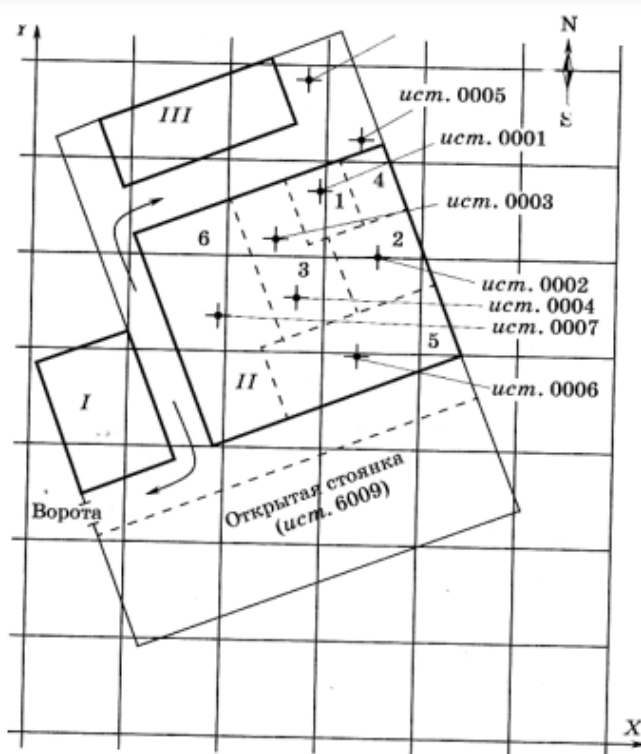 Y
N
ист. 0005
III
ист. 0001
4
1
ист. 0003
6
2
3
ист. 0002
ист. 0004
ист. 0007
5
II
ист. 0006
I
Открытая стоянка
(ист. 6009)
Ворота
X